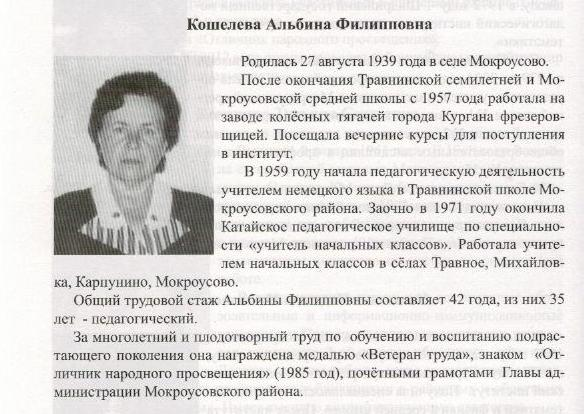 Кошелева Альбина Филипповна
Родилась 27 августа 1939 года в селе Мокроусово.
После окончания Травнинской семилетней и Мо-
кроусовской средней школы с 1957 года работала на
заводе колёсных тягачей города Кургана фрезеров-
щицей. Посещала вечерние курсы для поступления
в институт.
В 1959 году начала педагогическую деятельность
учителем немецкого языка в Травнинской школе Мо-
кроусовского района. Заочно в 1971 году окончила
Катайское педагогическое училище по специально-
сти «учитель начальных классов». Работала учите-
лем начальных классов в сёлах Травное, Михайлов-
ка, Карпунино, Мокроусово.
Общий трудовой стаж Альбины Филипповны составляет 42 года, из них 35
лет - педагогический.
За многолетний и плодотворный труд по обучению и воспитанию подрас-
тающего поколения она награждена медалью «Ветеран труда», знаком «От-
личник народного просвещения» (1985 год), почётными грамотами Главы ад-
министрации Мокроусовского района.